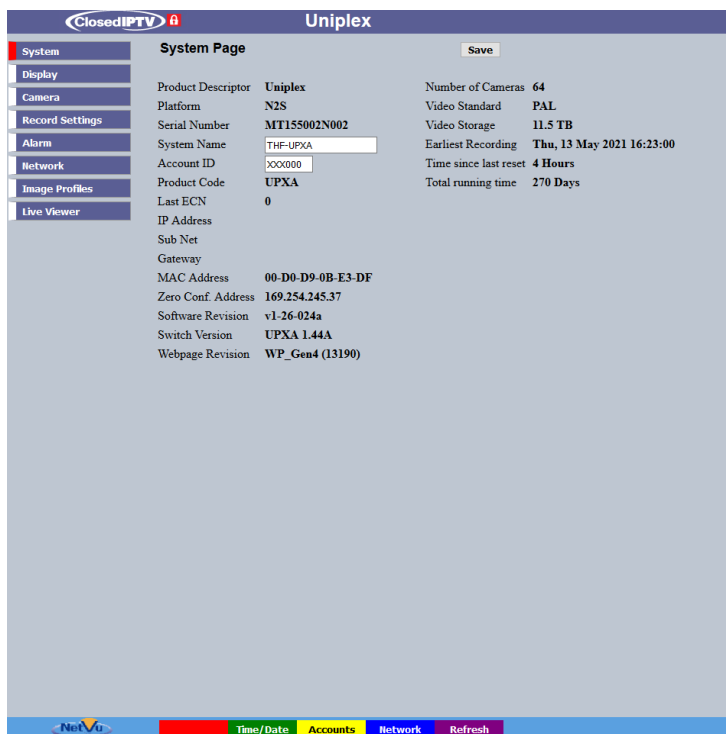 ClosedIPTV Uniplex
System
Display
Camera
Record Settings
Alarm
Network
Image Profiles
Live Viewer
System Page Save
Product Descriptor Uniplex
Platform N2S
Serial Number MT155002N002
System Name THF-UPXA
Account ID XXX000
Product Code UPXA
Last ECN 0
IP Address
Sub Net
Gateway
MAC Address 00-D0-D9-0B-E3-DF
Zero Conf. Address 169.254.245.37
Software Revision v1-26-024a
Switch Version UPXA 1.44A
Webpage Revision WP_Gen4 (13190)
Number of Cameras 64
Video Standard PAL
Video Storage 11.5 TB
Earliest Recording Thu, 13 May 2021 16:23:00
Time since last reset 4 Hours
Total running time 270 Days
NetVu Time/Date Accounts Network Refresh